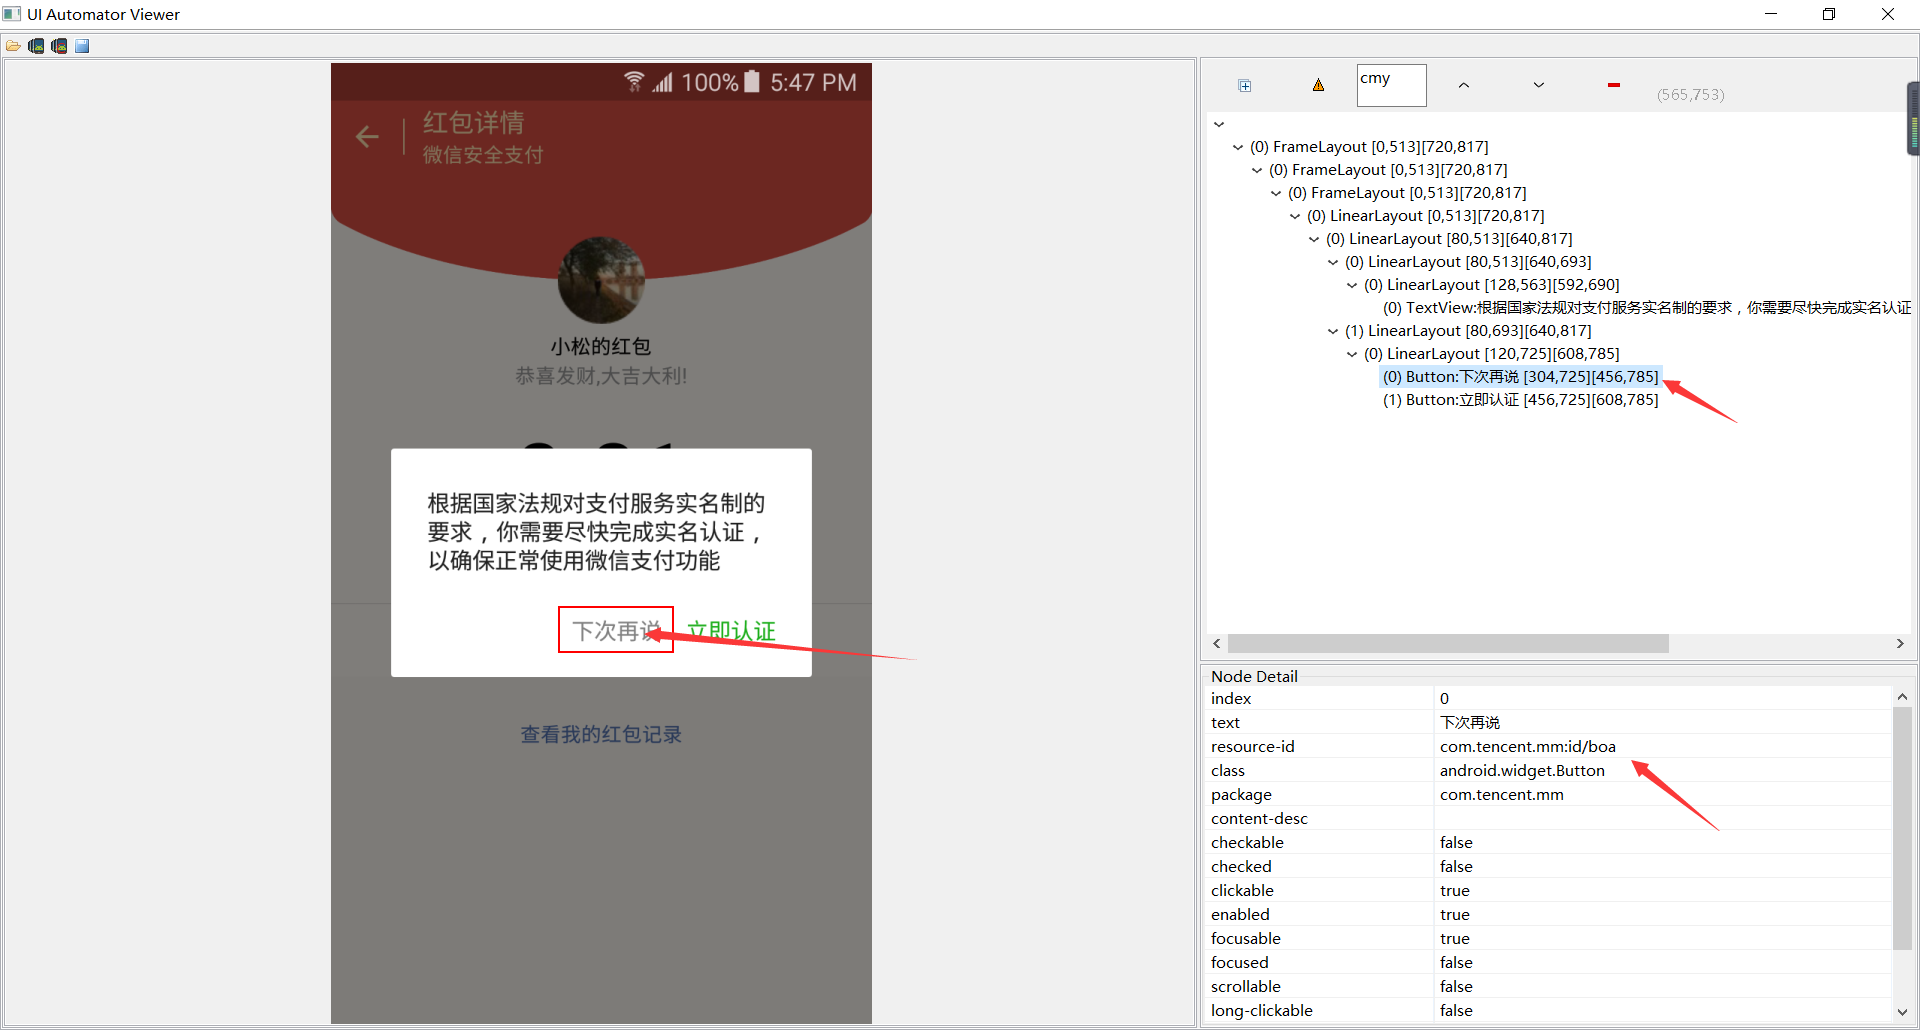 UI Automator Viewer
100% 5:47 PM
红包详情
微信安全支付
小松的红包
恭喜发财,大吉大利!
根据国家法规对支付服务实名制的
要求，你需要尽快完成实名认证，
以确保正常使用微信支付功能
下次再说 立即认证
查看我的红包记录
cmy
(565,753)
(0) FrameLayout [0,513][720,817]
(0) FrameLayout [0,513][720,817]
(0) FrameLayout [0,513][720,817]
(0) LinearLayout [0,513][720,817]
(0) LinearLayout [80,513][640,817]
(0) LinearLayout [80,513][640,693]
(0) LinearLayout [128,563][592,690]
(0) TextView:根据国家法规对支付服务实名制的要求，你需要尽快完成实名认证
(1) LinearLayout [80,693][640,817]
(0) LinearLayout [120,725][608,785]
(0) Button:下次再说 [304,725][456,785]
(1) Button:立即认证 [456,725][608,785]
Node Detail
index 0
text 下次再说
resource-id com.tencent.mm:id/boa
class android.widget.Button
package com.tencent.mm
content-desc
checkable false
checked false
clickable true
enabled true
focusable true
focused false
scrollable false
long-clickable false